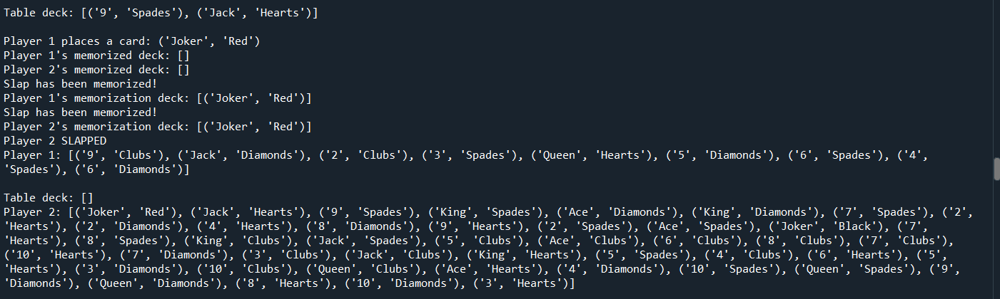 Table deck: [('9', 'Spades'), ('Jack', 'Hearts')]
Player 1 places a card: ('Joker', 'Red')
Player 1's memorized deck: []
Player 2's memorized deck: []
Slap has been memorized!
Player 1's memorization deck: [('Joker', 'Red')]
Slap has been memorized!
Player 2's memorization deck: [('Joker', 'Red')]
Player 2 SLAPPED
Player 1: [('9', 'Clubs'), ('Jack', 'Diamonds'), ('2', 'Clubs'), ('3', 'Spades'), ('Queen', 'Hearts'), ('5', 'Diamonds'), ('6', 'Spades'), ('4',
'Spades'), ('6', 'Diamonds')]
Table deck: []
Player 2: [('Joker', 'Red'), ('Jack', 'Hearts'), ('9', 'Spades'), ('King', 'Spades'), ('Ace', 'Diamonds'), ('King', 'Diamonds'), ('7', 'Spades'), ('2',
'Hearts'), ('2', 'Diamonds'), ('4', 'Hearts'), ('8', 'Diamonds'), ('9', 'Hearts'), ('2', 'Spades'), ('Ace', 'Spades'), ('Joker', 'Black'), ('7',
'Hearts'), ('8', 'Spades'), ('King', 'Clubs'), ('Jack', 'Spades'), ('5', 'Clubs'), ('Ace', 'Clubs'), ('6', 'Clubs'), ('8', 'Clubs'), ('7', 'Clubs'),
('10', 'Hearts'), ('7', 'Diamonds'), ('3', 'Clubs'), ('Jack', 'Clubs'), ('King', 'Hearts'), ('5', 'Spades'), ('4', 'Clubs'), ('6', 'Hearts'), ('5',
'Hearts'), ('3', 'Diamonds'), ('10', 'Clubs'), ('Queen', 'Clubs'), ('Ace', 'Hearts'), ('4', 'Diamonds'), ('10', 'Spades'), ('Queen', 'Spades'), ('9',
'Diamonds'), ('Queen', 'Diamonds'), ('8', 'Hearts'), ('10', 'Diamonds'), ('3', 'Hearts')]